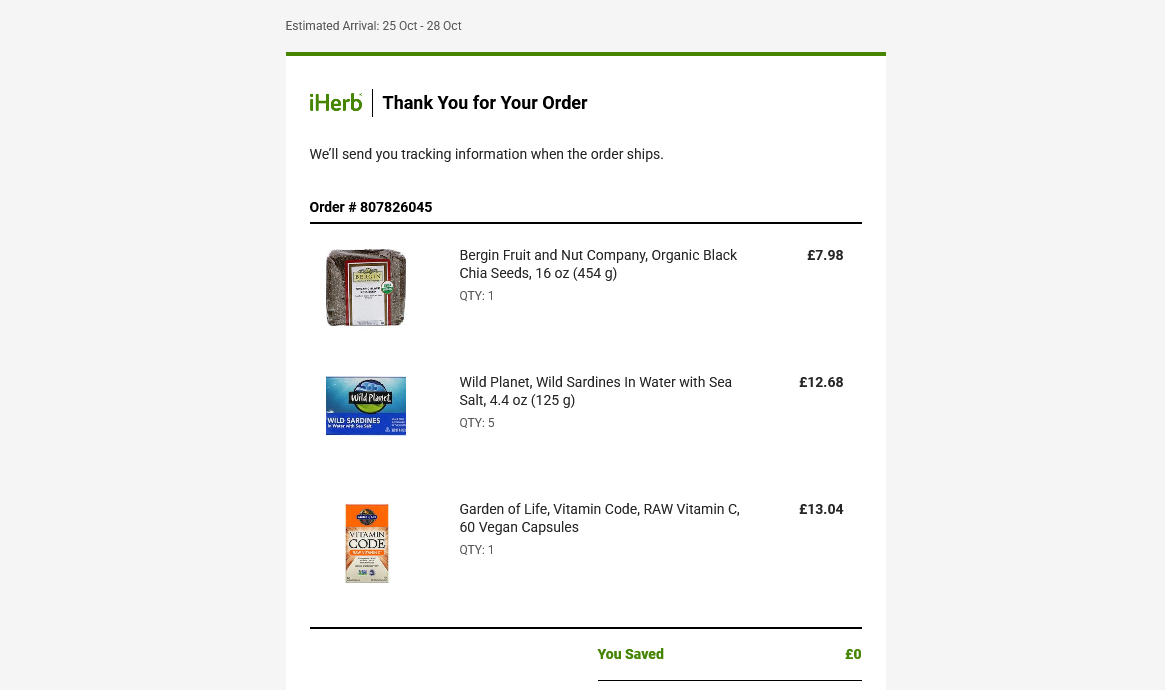 Estimated Arrival: 25 Oct - 28 Oct
iHerb
Thank You for Your Order
We’ll send you tracking information when the order ships.
Order # 807826045
Bergin Fruit and Nut Company, Organic Black
Chia Seeds, 16 oz (454 g)
QTY: 1
£7.98
BERGIN
Wild Planet, Wild Sardines In Water with Sea
Salt, 4.4 oz (125 g)
QTY: 5
£12.68
Wild Planet
WILD SARDINES
in Water with Sea Salt
Garden of Life, Vitamin Code, RAW Vitamin C,
60 Vegan Capsules
QTY: 1
£13.04
VITAMIN
CODE
RAW VITAMIN C
You Saved
£0